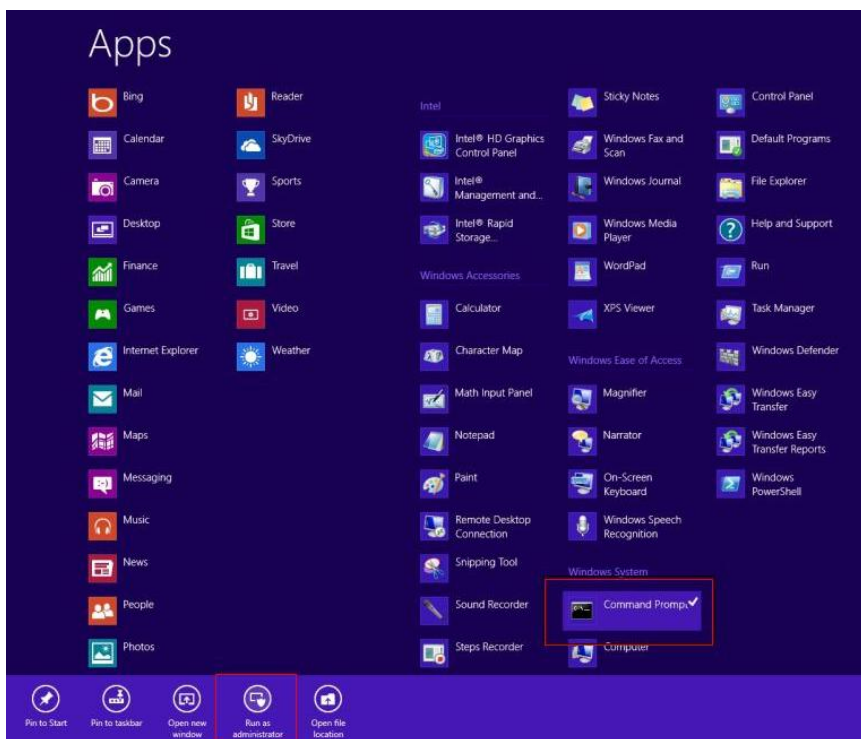 Apps
Bing
Calendar
Camera
Desktop
Finance
Games
Internet Explorer
Mail
Maps
Messaging
Music
News
People
Photos
Reader
SkyDrive
Sports
Store
Travel
Video
Weather
Intel
Intel® HD Graphics
Control Panel
Intel®
Management and...
Intel® Rapid
Storage...
Windows Accessories
Calculator
Character Map
Math Input Panel
Notepad
Paint
Remote Desktop
Connection
Snipping Tool
Sound Recorder
Steps Recorder
Sticky Notes
Windows Fax and
Scan
Windows Journal
Windows Media
Player
WordPad
XPS Viewer
Windows Ease of Access
Magnifier
Narrator
On-Screen
Keyboard
Windows Speech
Recognition
Windows System
Command Prompt
Computer
Control Panel
Default Programs
File Explorer
Help and Support
Run
Task Manager
Windows Defender
Windows Easy
Transfer
Windows Easy
Transfer Reports
Windows
PowerShell
Pin to Start
Pin to taskbar
Open new
window
Run as
administrator
Open file
location